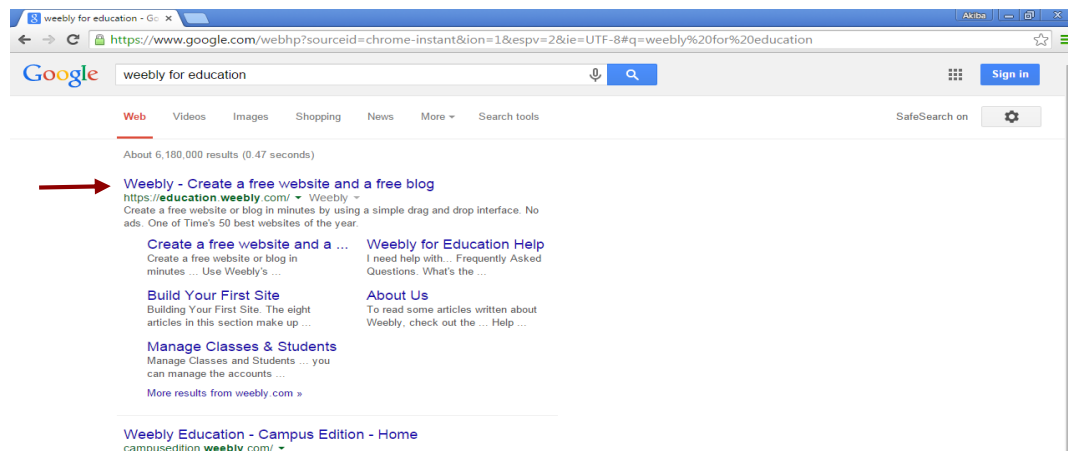 weebly for education - Go
Akiba
https://www.google.com/webhp?sourceid=chrome-instant&ion=1&espv=2&ie=UTF-8#q=weebly%20for%20education
Google
weebly for education
Sign in
Web Videos Images Shopping News More Search tools
SafeSearch on
About 6,180,000 results (0.47 seconds)
Weebly - Create a free website and a free blog
https://education.weebly.com/ Weebly
Create a free website or blog in minutes by using a simple drag and drop interface. No
ads. One of Time's 50 best websites of the year.
Create a free website and a ...
Create a free website or blog in
minutes ... Use Weebly's ...
Weebly for Education Help
I need help with... Frequently Asked
Questions. What's the ...
Build Your First Site
Building Your First Site. The eight
articles in this section make up ...
About Us
To read some articles written about
Weebly, check out the ... Help ...
Manage Classes & Students
Manage Classes and Students ... you
can manage the accounts ...
More results from weebly.com »
Weebly Education - Campus Edition - Home
campusedition.weebly.com/